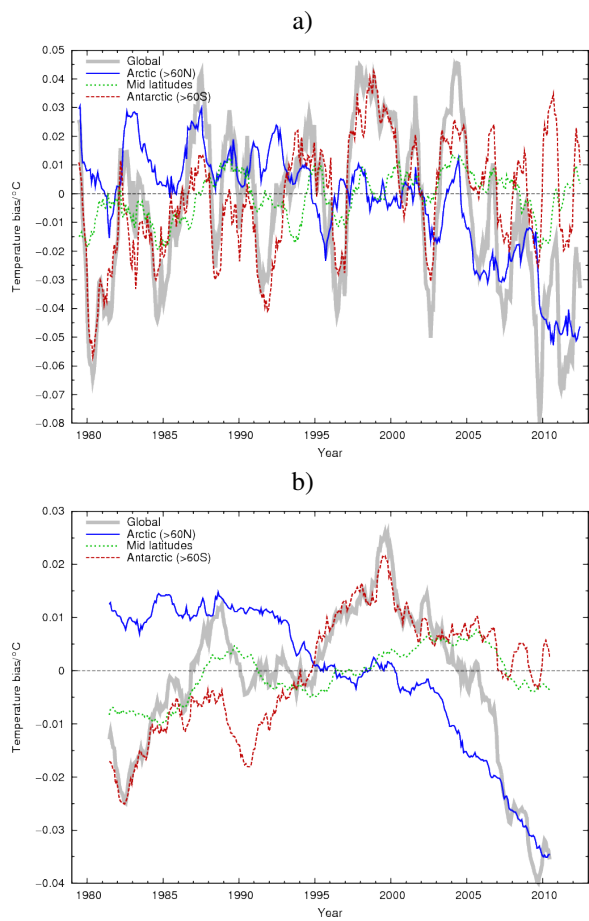 a)
0.05
0.04
0.03
0.02
0.01
0
−0.01
−0.02
−0.03
−0.04
−0.05
−0.06
−0.07
−0.08
Temperature bias/°C
Global
Arctic (>60N)
Mid latitudes
Antarctic (>60S)
1980 1985 1990 1995 2000 2005 2010
Year
b)
0.03
0.02
0.01
0
−0.01
−0.02
−0.03
−0.04
Temperature bias/°C
Global
Arctic (>60N)
Mid latitudes
Antarctic (>60S)
1980 1985 1990 1995 2000 2005 2010
Year